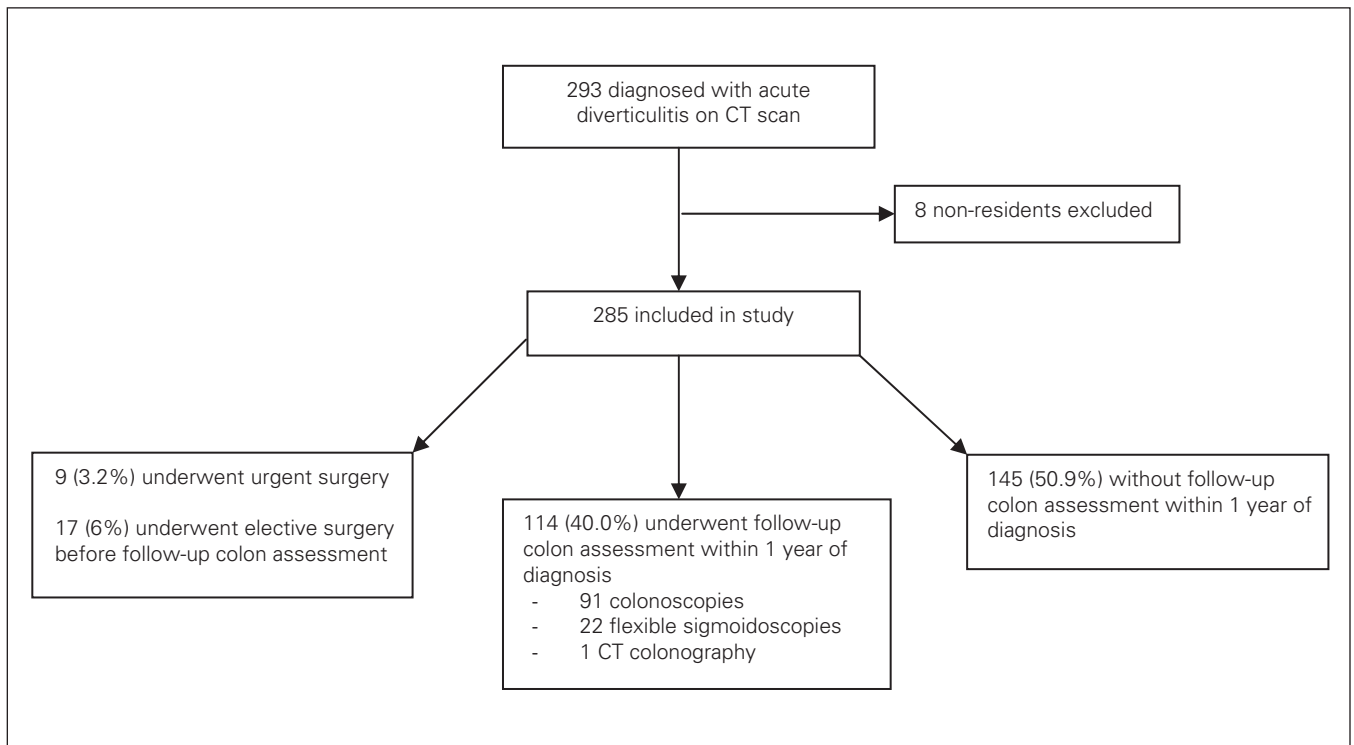 293 diagnosed with acute
diverticulitis on CT scan
8 non-residents excluded
285 included in study
9 (3.2%) underwent urgent surgery
17 (6%) underwent elective surgery
before follow-up colon assessment
114 (40.0%) underwent follow-up
colon assessment within 1 year of
diagnosis
- 91 colonoscopies
- 22 flexible sigmoidoscopies
- 1 CT colonography
145 (50.9%) without follow-up
colon assessment within 1 year of
diagnosis